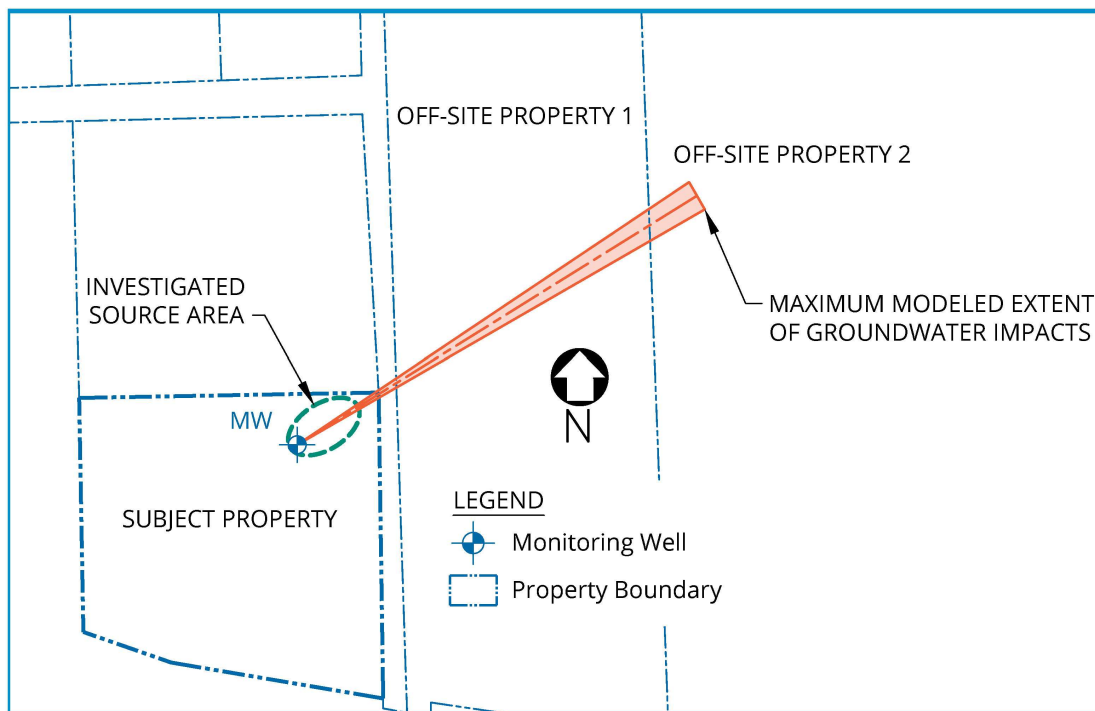 OFF-SITE PROPERTY 1
OFF-SITE PROPERTY 2
INVESTIGATED
SOURCE AREA
MAXIMUM MODELED EXTENT
OF GROUNDWATER IMPACTS
MW
N
SUBJECT PROPERTY
LEGEND
Monitoring Well
Property Boundary